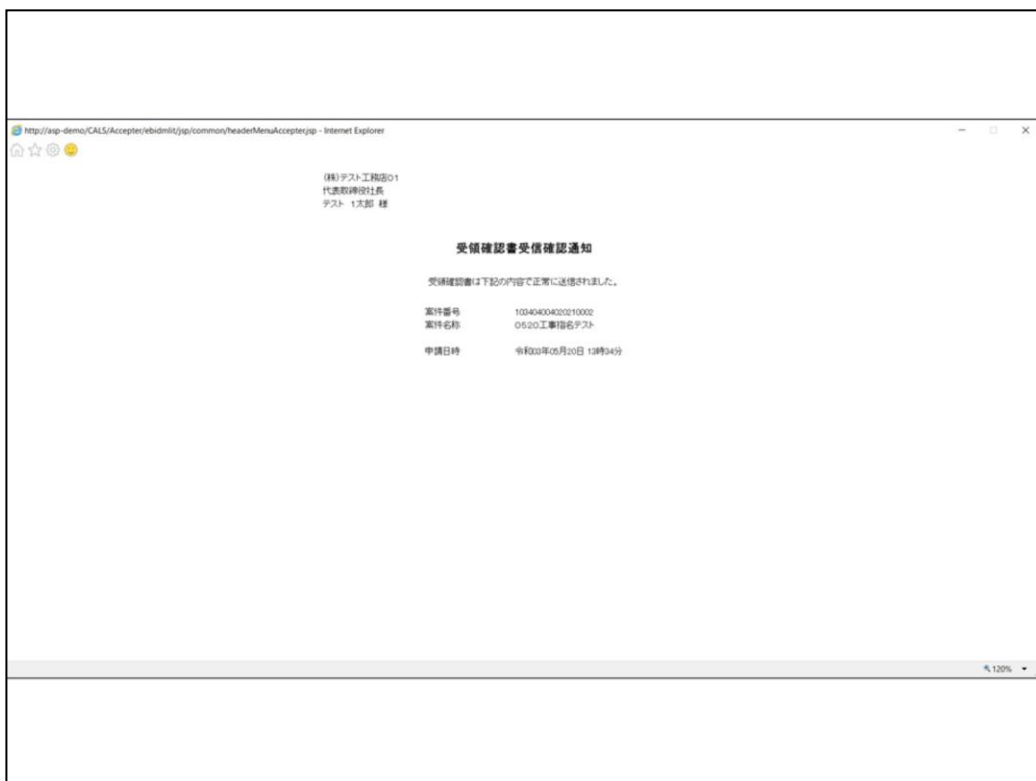 http://asp-demo/CALS/Accepter/ebidmlit/jsp/common/headerMenuAccepter.jsp - Internet Explorer
(株)テスト工務店01
代表取締役社長
テスト 1太郎 様
受領確認書受信確認通知
受領確認書は下記の内容で正常に送信されました。
案件番号 103404004020210002
案件名称 0520工事指名テスト
申請日時 令和03年05月20日 13時34分
120%